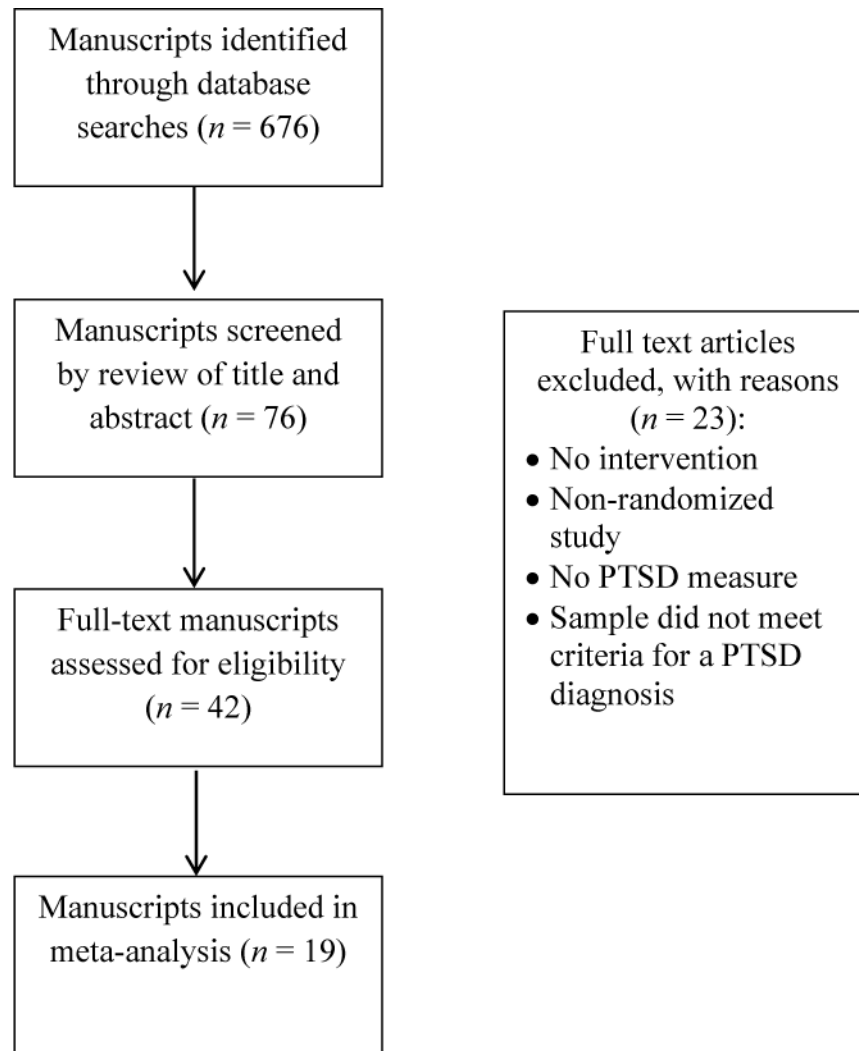 Manuscripts identified
through database
searches (n = 676)
Manuscripts screened
by review of title and
abstract (n = 76)
Full text articles
excluded, with reasons
(n = 23):
• No intervention
• Non-randomized
study
• No PTSD measure
• Sample did not meet
criteria for a PTSD
diagnosis
Full-text manuscripts
assessed for eligibility
(n = 42)
Manuscripts included in
meta-analysis (n = 19)